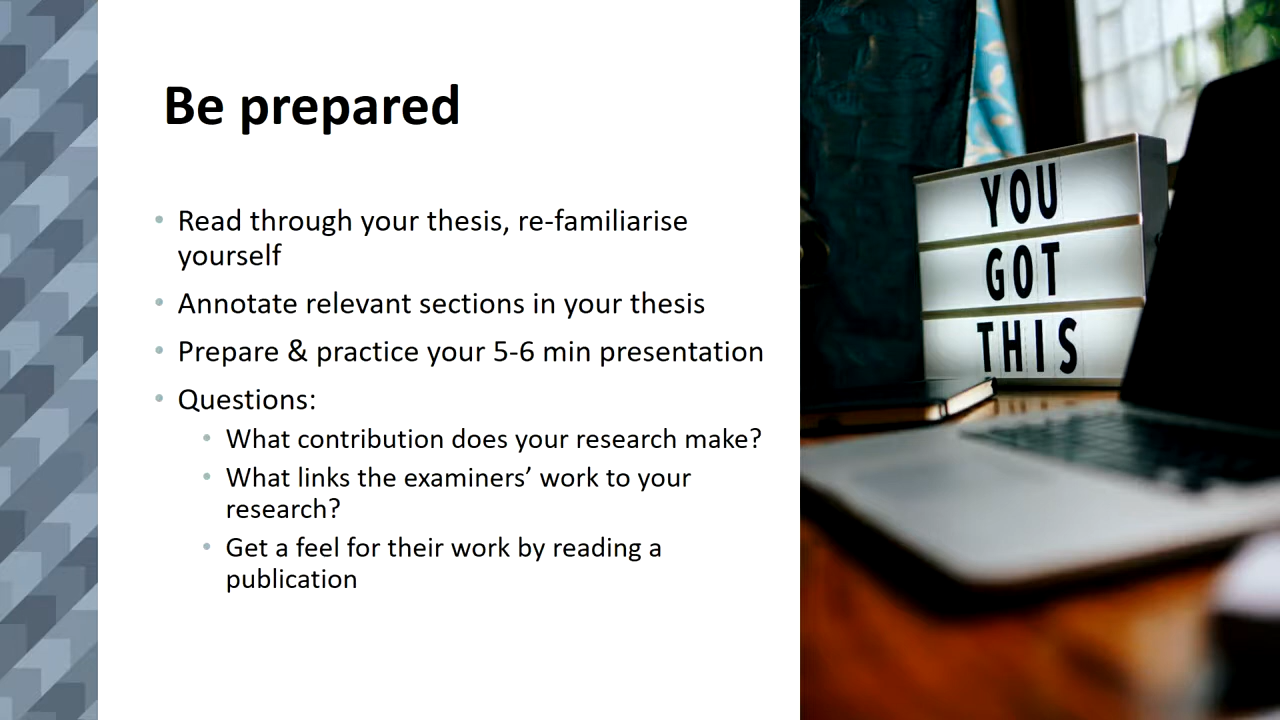 Be prepared
• Read through your thesis, re-familiarise
yourself
• Annotate relevant sections in your thesis
• Prepare & practice your 5-6 min presentation
• Questions:
• What contribution does your research make?
• What links the examiners’ work to your
research?
• Get a feel for their work by reading a
publication
YOU
GOT
THIS